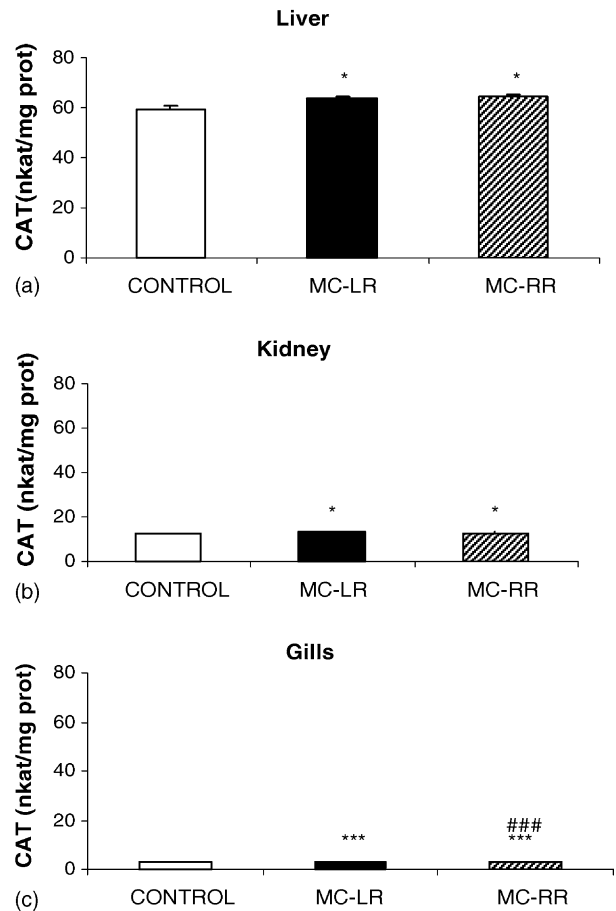 Liver
CAT(nkat/mg prot)
80
60
40
20
0
* *
CONTROL MC-LR MC-RR
(a)
Kidney
CAT (nkat/mg prot)
80
60
40
20
0
* *
CONTROL MC-LR MC-RR
(b)
Gills
CAT (nkat/mg prot)
80
60
40
20
0
###
*** ***
CONTROL MC-LR MC-RR
(c)